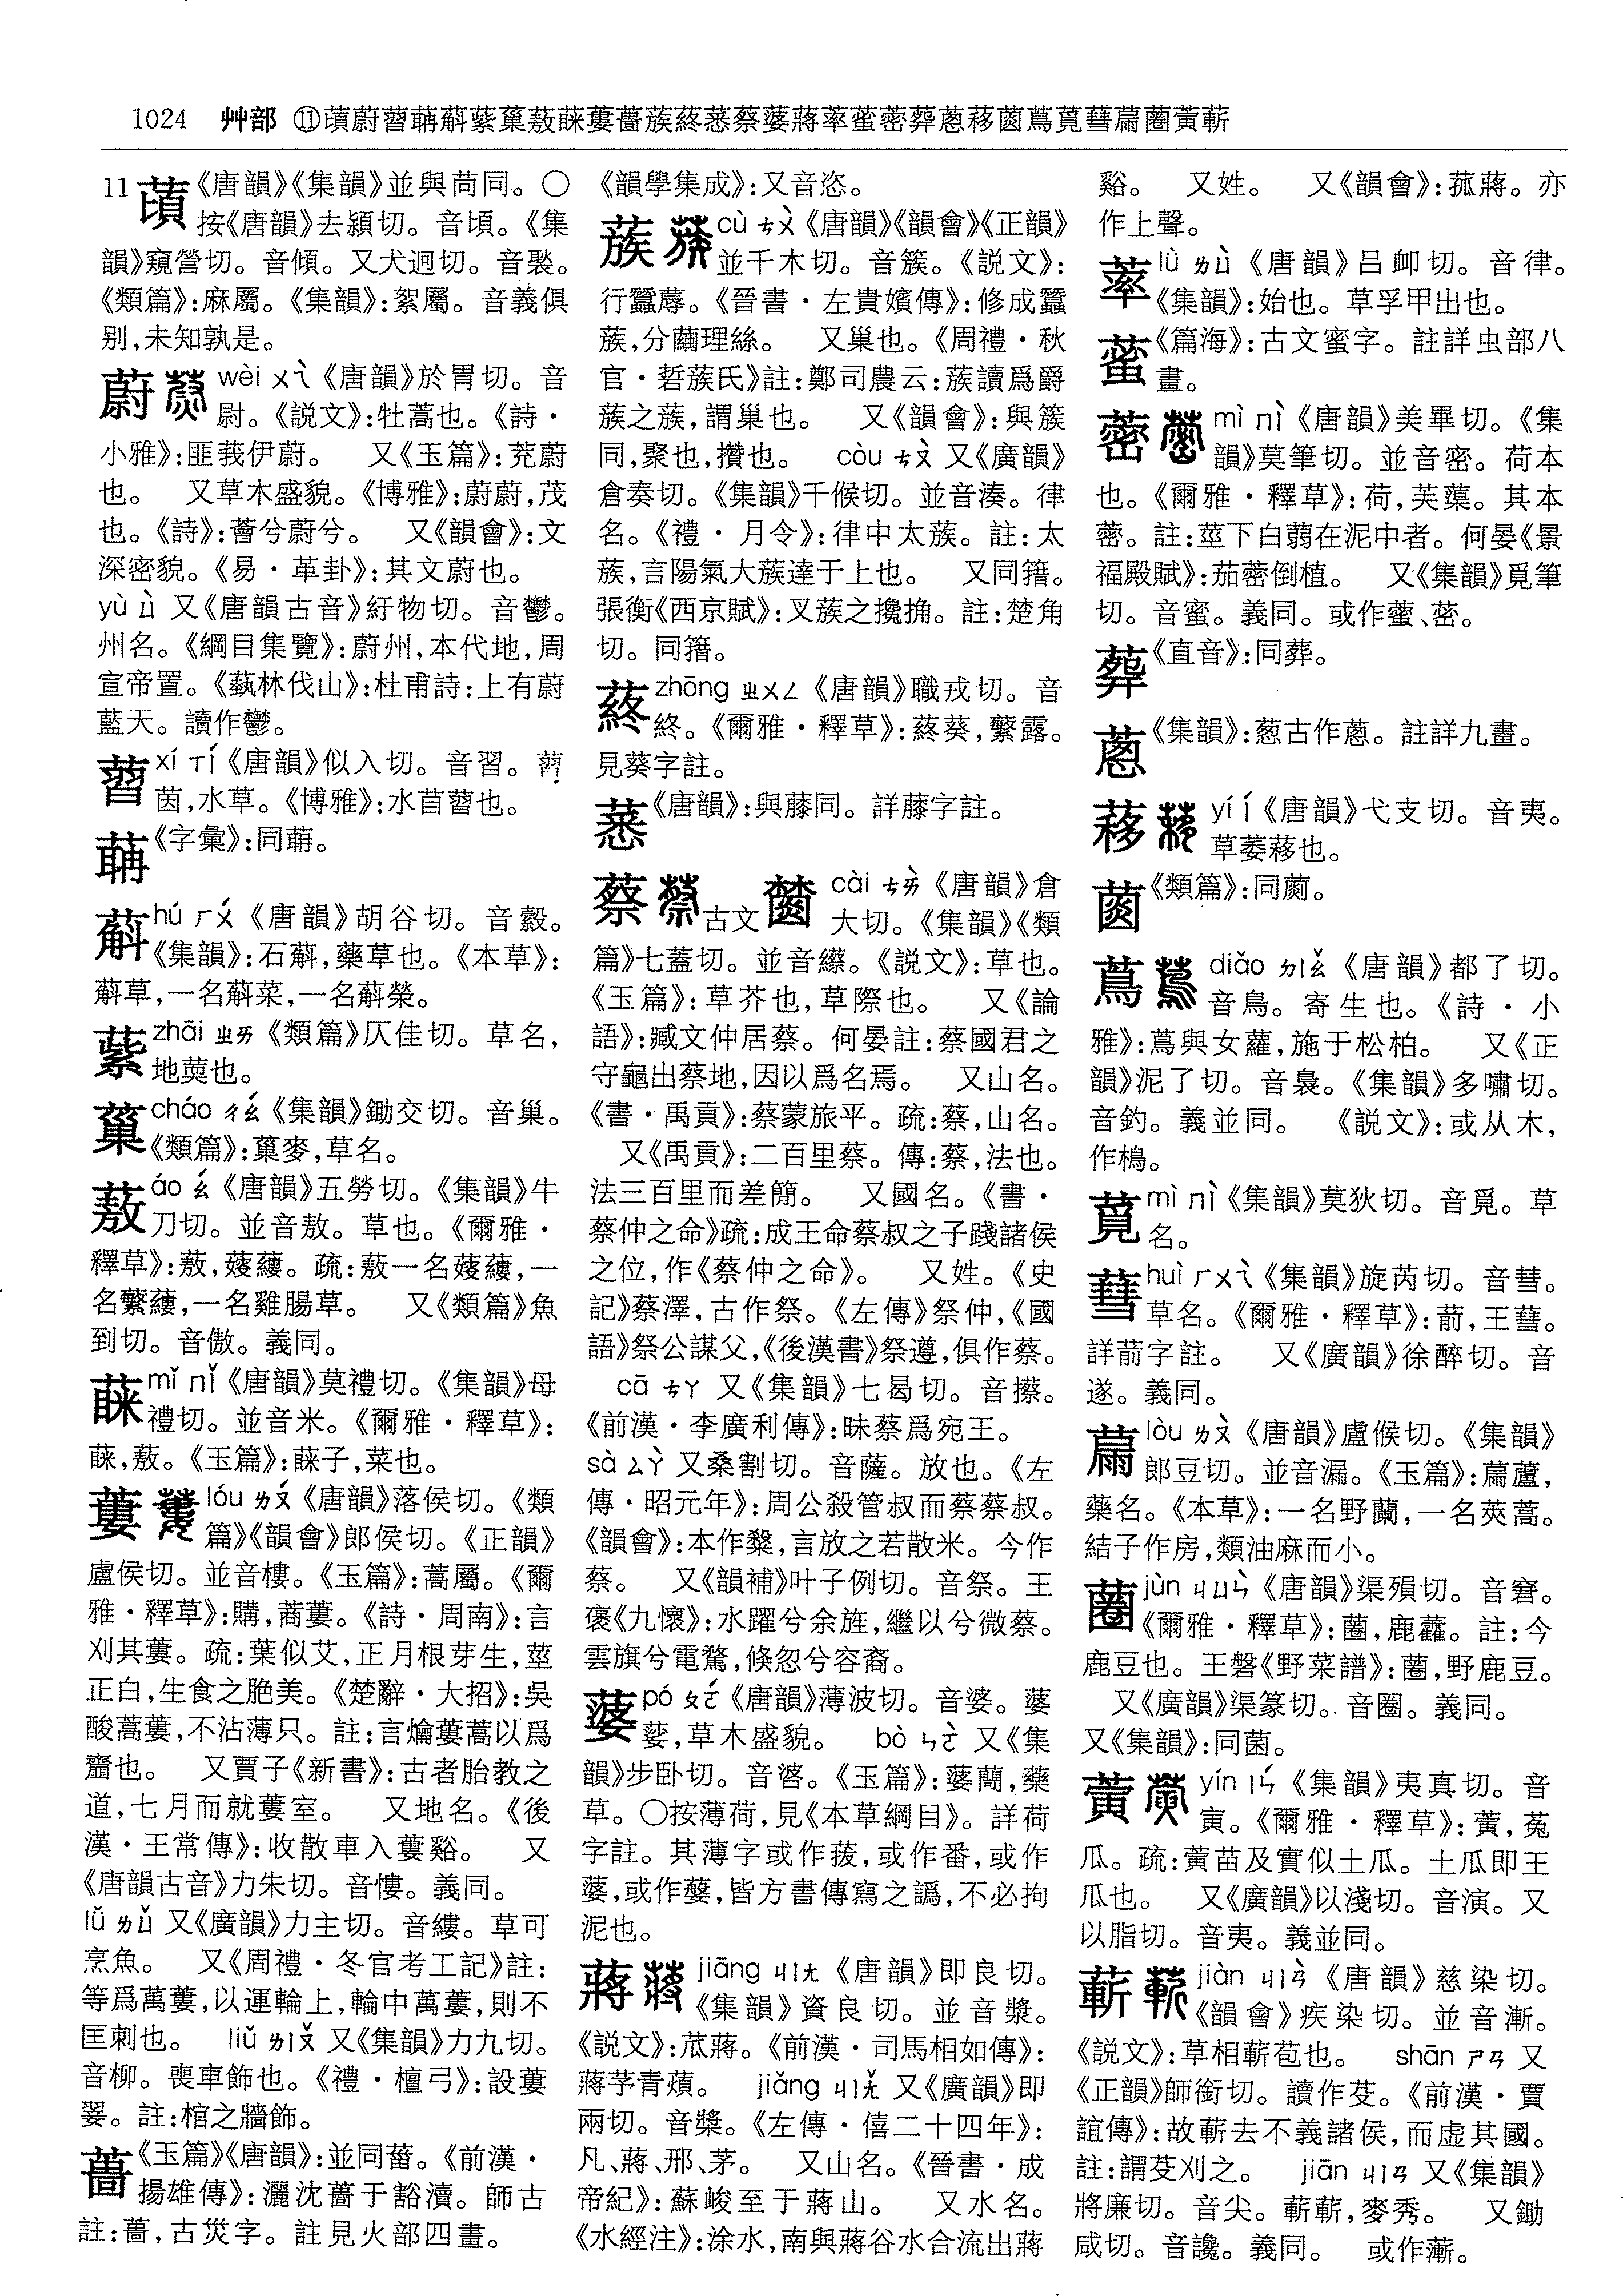 1024 艸部 ⑪䔛蔚蓸䔊蔛䔝䔃蔜蔝蔞蔷蔟蔠蒤蔡蔢蔣䔞䗋蔤蔧蔥蓚蔨蔦蓂蔧䔷蔨蔩蔪
11 《唐韻》《集韻》並與苘同。〇
按《唐韻》去潁切。音頃。《集
韻》窺營切。音傾。又犬迥切。音褧。
《類篇》:麻屬。《集韻》:絮屬。音義俱
别,未知孰是。
蔚 wèi ㄨㄟˋ《唐韻》於胃切。音
尉。《説文》:牡蒿也。《詩·
小雅》:匪莪伊蔚。 又《玉篇》:茺蔚
也。 又草木盛貌。《博雅》:蔚蔚,茂
也。《詩》:薈兮蔚兮。 又《韻會》:文
深密貌。《易·革卦》:其文蔚也。
yù ㄩˋ 又《唐韻古音》紆物切。音鬱。
州名。《綱目集覽》:蔚州,本代地,周
宣帝置。《蓺林伐山》:杜甫詩:上有蔚
藍天。讀作鬱。
xí ㄒㄧˊ《唐韻》似入切。音習。
茵,水草。《博雅》:水苜也。
《字彙》:同萳。
蔛 hú ㄏㄨˊ《唐韻》胡谷切。音縠。
《集韻》:石蔛,藥草也。《本草》:
蔛草,一名蔛菜,一名蔛榮。
zhāi ㄓㄞ《類篇》仄佳切。草名,
地萸也。
cháo ㄔㄠˊ《集韻》鋤交切。音巢。
《類篇》:麥,草名。
蔜 áo ㄠˊ《唐韻》五勞切。《集韻》牛
刀切。並音敖。草也。《爾雅·
釋草》:蔜,䕅䕖。疏:蔜一名䕅䕖,一
名蘩䕖,一名雞腸草。 又《類篇》魚
到切。音傲。義同。
蔝 mǐ ㄇㄧˇ《唐韻》莫禮切。《集韻》母
禮切。並音米。《爾雅·釋草》:
蔝,蔜。《玉篇》:蔝子,菜也。
蔞 lóu ㄌㄡˊ《唐韻》落侯切。《類
篇》《韻會》郎侯切。《正韻》
盧侯切。並音樓。《玉篇》:蒿屬。《爾
雅·釋草》:購,蔏蔞。《詩·周南》:言
刈其蔞。疏:葉似艾,正月根芽生,莖
正白,生食之脃美。《楚辭·大招》:吳
酸蒿蔞,不沾薄只。註:言爚蔞蒿以爲
齏也。 又賈子《新書》:古者胎教之
道,七月而就蔞室。 又地名。《後
漢·王常傳》:收散車入蔞谿。 又
《唐韻古音》力朱切。音慺。義同。
lǚ ㄌㄩˇ 又《廣韻》力主切。音縷。草可
烹魚。 又《周禮·冬官考工記》註:
等爲萬蔞,以運輪上,輪中萬蔞,則不
匡刺也。 liǔ ㄌㄧㄡˇ 又《集韻》力九切。
音柳。喪車飾也。《禮·檀弓》:設蔞
翣。註:棺之牆飾。
《玉篇》《唐韻》:並同葘。《前漢·
揚雄傳》:灑沈葘于豁瀆。師古
註:葘,古烖字。註見火部四畫。
《韻學集成》:又音恣。
蔟 cù ㄘㄨˋ《唐韻》《韻會》《正韻》
並千木切。音簇。《説文》:
行蠶蓐。《晉書·左貴嬪傳》:修成蠶
蔟,分繭理絲。 又巢也。《周禮·秋
官·硩蔟氏》註:鄭司農云:蔟讀爲爵
蔟之蔟,謂巢也。 又《韻會》:與簇
同,聚也,攢也。 còu ㄘㄡˋ 又《廣韻》
倉奏切。《集韻》千候切。並音湊。律
名。《禮·月令》:律中太蔟。註:太
蔟,言陽氣大蔟達于上也。 又同簎。
張衡《西京賦》:叉蔟之攙捔。註:楚角
切。同簎。
蔠 zhōng ㄓㄨㄥ《唐韻》職戎切。音
終。《爾雅·釋草》:蔠葵,繁露。
見葵字註。
《唐韻》:與藤同。詳藤字註。
蔡 古文 cài ㄘㄞˋ《唐韻》倉
大切。《集韻》《類
篇》七蓋切。並音縩。《説文》:草也。
《玉篇》:草芥也,草際也。 又《論
語》:臧文仲居蔡。何晏註:蔡國君之
守龜出蔡地,因以爲名焉。 又山名。
《書·禹貢》:蔡蒙旅平。疏:蔡,山名。
又《禹貢》:二百里蔡。傳:蔡,法也。
法三百里而差簡。 又國名。《書·
蔡仲之命》疏:成王命蔡叔之子踐諸侯
之位,作《蔡仲之命》。 又姓。《史
記》蔡澤,古作祭。《左傳》祭仲,《國
語》祭公謀父,《後漢書》祭遵,俱作蔡。
cā ㄘㄚ 又《集韻》七曷切。音攃。
《前漢·李廣利傳》:昧蔡爲宛王。
sà ㄙㄚˋ 又桑割切。音薩。放也。《左
傳·昭元年》:周公殺管叔而蔡蔡叔。
《韻會》:本作㯮,言放之若散米。今作
蔡。 又《韻補》叶子例切。音祭。王
褒《九懷》:水躍兮余旌,繼以兮微蔡。
雲旗兮電騖,倏忽兮容裔。
蔢 pó ㄆㄛˊ《唐韻》薄波切。音婆。蔢
,草木盛貌。 bò ㄅㄛˋ 又《集
韻》步卧切。音䃺。《玉篇》:蔢蕳,藥
草。〇按薄荷,見《本草綱目》。詳荷
字註。其薄字或作菝,或作番,或作
蔢,或作,皆方書傳寫之譌,不必拘
泥也。
蔣 jiāng ㄐㄧㄤ《唐韻》即良切。
《集韻》資良切。並音漿。
《説文》:苽蔣。《前漢·司馬相如傳》:
蔣芧青薠。 jiǎng ㄐㄧㄤˇ 又《廣韻》即
兩切。音槳。《左傳·僖二十四年》:
凡、蔣、邢、茅。 又山名。《晉書·成
帝紀》:蘇峻至于蔣山。 又水名。
《水經注》:涂水,南與蔣谷水合流出蔣
谿。 又姓。 又《韻會》:菰蔣。亦
作上聲。
lǜ ㄌㄩˋ《唐韻》吕卹切。音律。
《集韻》:始也。草孚甲出也。
《篇海》:古文蜜字。註詳虫部八
畫。
蔤 mì ㄇㄧˋ《唐韻》美畢切。《集
韻》莫筆切。並音密。荷本
也。《爾雅·釋草》:荷,芙蕖。其本
蔤。註:莖下白蒻在泥中者。何晏《景
福殿賦》:茄蔤倒植。 又《集韻》覓筆
切。音蜜。義同。或作藌、蓉。
《直音》:同葬。
《集韻》:葱古作蔥。註詳九畫。
yí ㄧˊ《唐韻》弋支切。音夷。
草萎也。
《類篇》:同蔮。
蔦 diǎo ㄉㄧㄠˇ《唐韻》都了切。
音鳥。寄生也。《詩·小
雅》:蔦與女蘿,施于松柏。 又《正
韻》泥了切。音裊。《集韻》多嘯切。
音釣。義並同。 《説文》:或从木,
作樢。
mì ㄇㄧˋ《集韻》莫狄切。音覓。草
名。
蔧 huì ㄏㄨㄟˋ《集韻》旋芮切。音彗。
草名。《爾雅·釋草》:葥,王蔧。
詳葥字註。 又《廣韻》徐醉切。音
遂。義同。
lòu ㄌㄡˋ《唐韻》盧候切。《集韻》
郎豆切。並音漏。《玉篇》:蘆,
藥名。《本草》:一名野蘭,一名莢蒿。
結子作房,類油麻而小。
蔨 jùn ㄐㄩㄣˋ《唐韻》渠殞切。音窘。
《爾雅·釋草》:蔨,鹿藿。註:今
鹿豆也。王磐《野菜譜》:蔨,野鹿豆。
又《廣韻》渠篆切。音圈。義同。
又《集韻》:同菌。
蔩 yín ㄧㄣˊ《集韻》夷真切。音
寅。《爾雅·釋草》:蔩,菟
瓜。疏:蔩苗及實似土瓜。土瓜即王
瓜也。 又《廣韻》以淺切。音演。又
以脂切。音夷。義並同。
蔪 jiàn ㄐㄧㄢˋ《唐韻》慈染切。
《韻會》疾染切。並音漸。
《説文》:草相蔪苞也。 shān ㄕㄢ 又
《正韻》師銜切。讀作芟。《前漢·賈
誼傳》:故蔪去不義諸侯,而虚其國。
註:謂芟刈之。 jiān ㄐㄧㄢ 又《集韻》
將廉切。音尖。蔪蔪,麥秀。 又鋤
咸切。音讒。義同。 或作蔪。